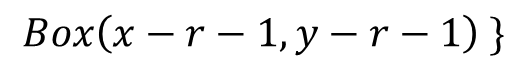 Box(x − r − 1, y − r − 1) }